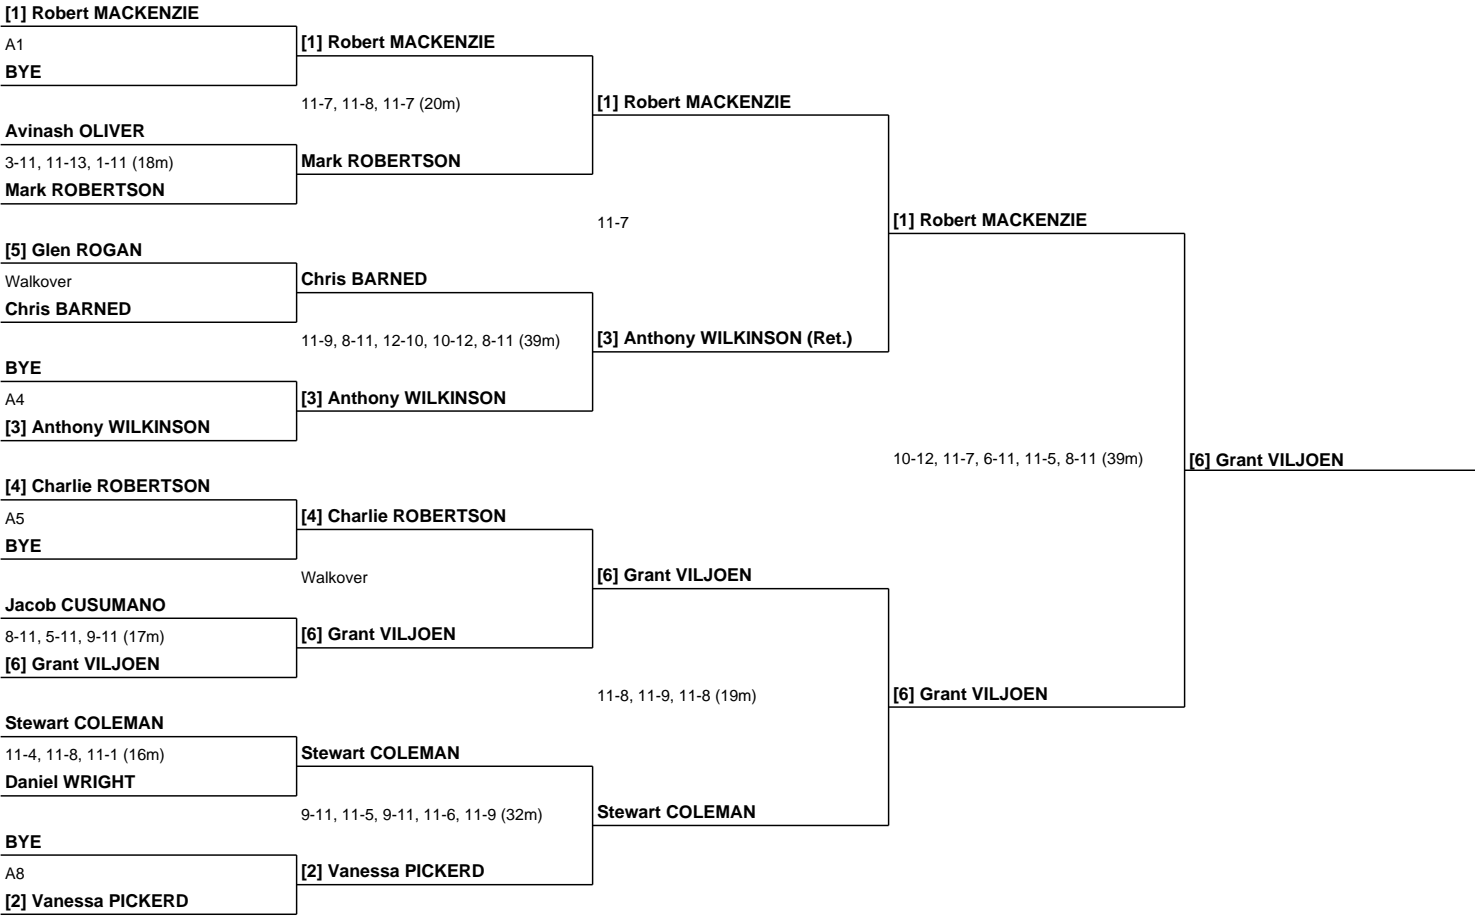 [1] Robert MACKENZIE
A1
BYE
Avinash OLIVER
3-11, 11-13, 1-11 (18m)
Mark ROBERTSON
[5] Glen ROGAN
Walkover
Chris BARNED
BYE
A4
[3] Anthony WILKINSON
[4] Charlie ROBERTSON
A5
BYE
Jacob CUSUMANO
8-11, 5-11, 9-11 (17m)
[6] Grant VILJOEN
Stewart COLEMAN
11-4, 11-8, 11-1 (16m)
Daniel WRIGHT
BYE
A8
[2] Vanessa PICKERD
[1] Robert MACKENZIE
11-7, 11-8, 11-7 (20m)
Mark ROBERTSON
Chris BARNED
11-9, 8-11, 12-10, 10-12, 8-11 (39m)
[3] Anthony WILKINSON
[4] Charlie ROBERTSON
Walkover
[6] Grant VILJOEN
Stewart COLEMAN
9-11, 11-5, 9-11, 11-6, 11-9 (32m)
[2] Vanessa PICKERD
[1] Robert MACKENZIE
11-7
[3] Anthony WILKINSON (Ret.)
[6] Grant VILJOEN
11-8, 11-9, 11-8 (19m)
Stewart COLEMAN
[1] Robert MACKENZIE
10-12, 11-7, 6-11, 11-5, 8-11 (39m)
[6] Grant VILJOEN
[6] Grant VILJOEN